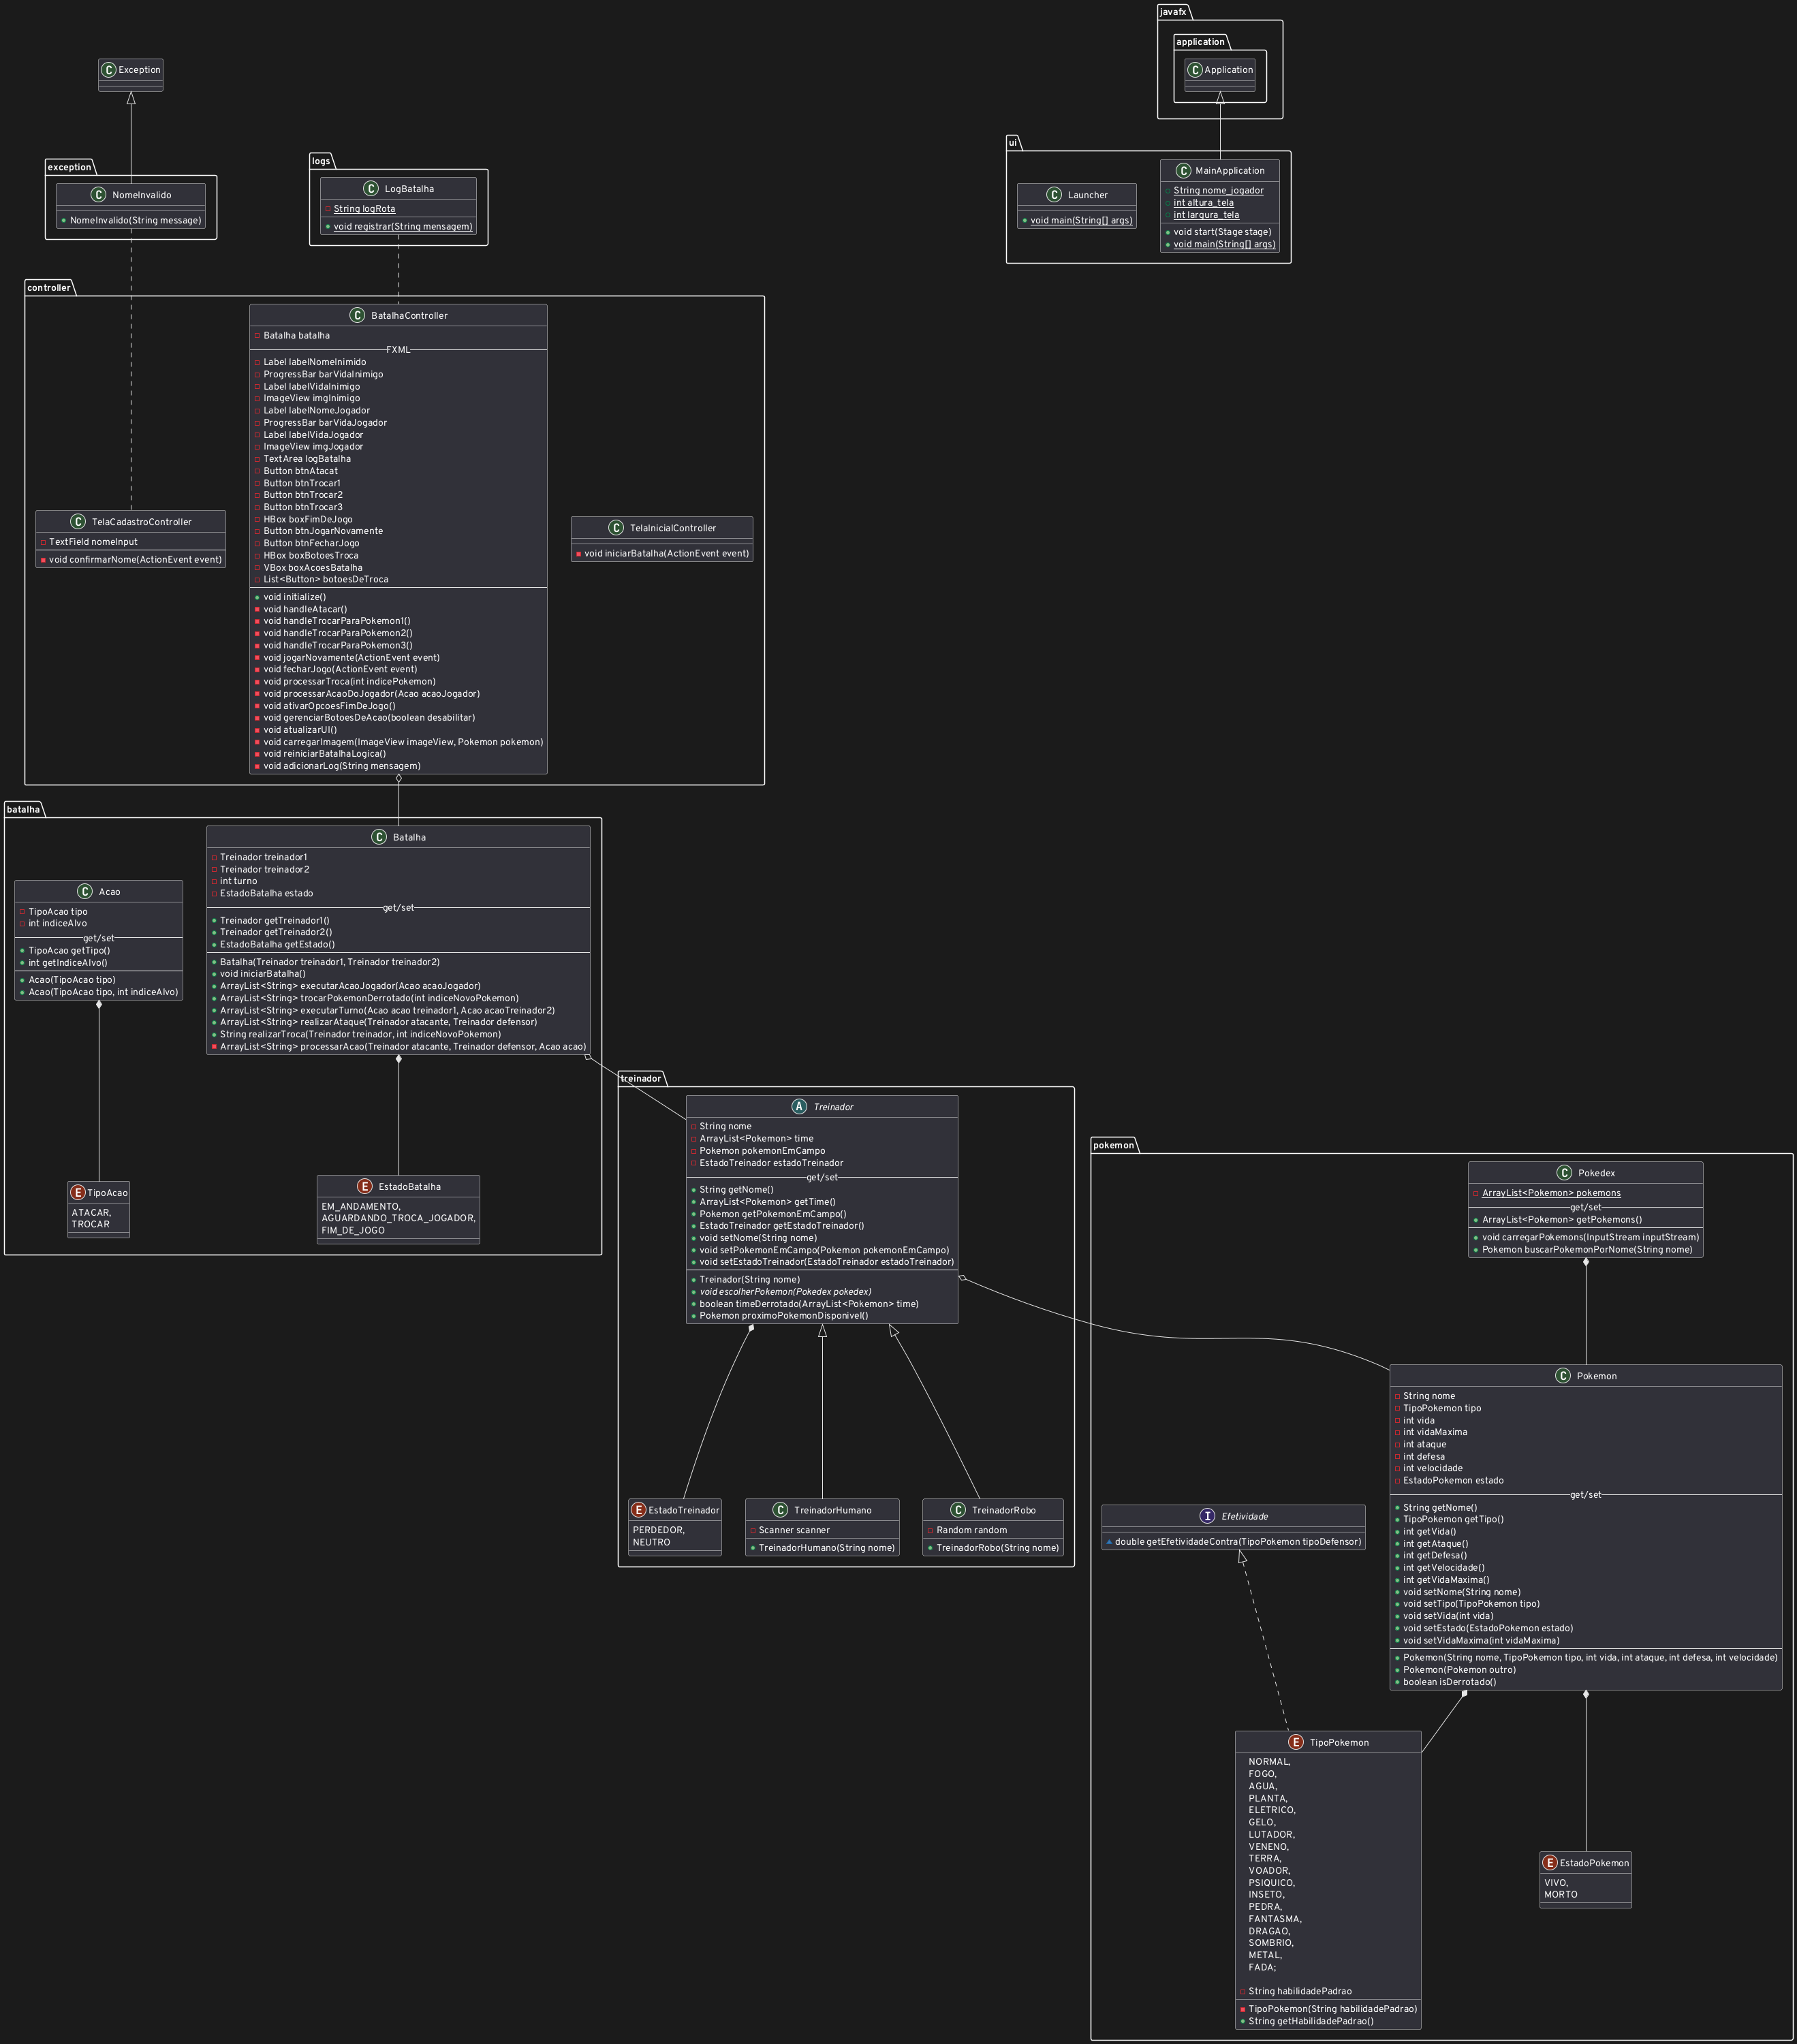 javafx
application
C Application
C Exception
ui
C MainApplication
String nome_jogador
int altura_tela
int largura_tela
void start(Stage stage)
void main(String[] args)
C Launcher
void main(String[] args)
exception
C NomeInvalido
NomeInvalido(String message)
logs
C LogBatalha
String logRota
void registrar(String mensagem)
controller
C BatalhaController
Batalha batalha
FXML
Label labelNomeInimido
ProgressBar barVidaInimigo
Label labelVidaInimigo
ImageView imgInimigo
Label labelNomeJogador
ProgressBar barVidaJogador
Label labelVidaJogador
ImageView imgJogador
TextArea logBatalha
Button btnAtacat
Button btnTrocar1
Button btnTrocar2
Button btnTrocar3
HBox boxFimDeJogo
Button btnJogarNovamente
Button btnFecharJogo
HBox boxBotoesTroca
VBox boxAcoesBatalha
List<Button> botoesDeTroca
void initialize()
void handleAtacar()
void handleTrocarParaPokemon1()
void handleTrocarParaPokemon2()
void handleTrocarParaPokemon3()
void jogarNovamente(ActionEvent event)
void fecharJogo(ActionEvent event)
void processarTroca(int indicePokemon)
void processarAcaoDoJogador(Acao acaoJogador)
void ativarOpcoesFimDeJogo()
void gerenciarBotoesDeAcao(boolean desabilitar)
void atualizarUI()
void carregarImagem(ImageView imageView, Pokemon pokemon)
void reiniciarBatalhaLogica()
void adicionarLog(String mensagem)
C TelaCadastroController
TextField nomeInput
void confirmarNome(ActionEvent event)
C TelaInicialController
void iniciarBatalha(ActionEvent event)
batalha
C Batalha
Treinador treinador1
Treinador treinador2
int turno
EstadoBatalha estado
get/set
Treinador getTreinador1()
Treinador getTreinador2()
EstadoBatalha getEstado()
Batalha(Treinador treinador1, Treinador treinador2)
void iniciarBatalha()
ArrayList<String> executarAcaoJogador(Acao acaoJogador)
ArrayList<String> trocarPokemonDerrotado(int indiceNovoPokemon)
ArrayList<String> executarTurno(Acao acao treinador1, Acao acaoTreinador2)
ArrayList<String> realizarAtaque(Treinador atacante, Treinador defensor)
String realizarTroca(Treinador treinador, int indiceNovoPokemon)
ArrayList<String> processarAcao(Treinador atacante, Treinador defensor, Acao acao)
C Acao
TipoAcao tipo
int indiceAlvo
get/set
TipoAcao getTipo()
int getIndiceAlvo()
Acao(TipoAcao tipo)
Acao(TipoAcao tipo, int indiceAlvo)
E TipoAcao
ATACAR,
TROCAR
E EstadoBatalha
EM_ANDAMENTO,
AGUARDANDO_TROCA_JOGADOR,
FIM_DE_JOGO
treinador
A Treinador
String nome
ArrayList<Pokemon> time
Pokemon pokemonEmCampo
EstadoTreinador estadoTreinador
get/set
String getNome()
ArrayList<Pokemon> getTime()
Pokemon getPokemonEmCampo()
EstadoTreinador getEstadoTreinador()
void setNome(String nome)
void setPokemonEmCampo(Pokemon pokemonEmCampo)
void setEstadoTreinador(EstadoTreinador estadoTreinador)
Treinador(String nome)
void escolherPokemon(Pokedex pokedex)
boolean timeDerrotado(ArrayList<Pokemon> time)
Pokemon proximoPokemonDisponivel()
E EstadoTreinador
PERDEDOR,
NEUTRO
C TreinadorHumano
Scanner scanner
TreinadorHumano(String nome)
C TreinadorRobo
Random random
TreinadorRobo(String nome)
pokemon
C Pokedex
ArrayList<Pokemon> pokemons
get/set
ArrayList<Pokemon> getPokemons()
void carregarPokemons(InputStream inputStream)
Pokemon buscarPokemonPorNome(String nome)
C Pokemon
String nome
TipoPokemon tipo
int vida
int vidaMaxima
int ataque
int defesa
int velocidade
EstadoPokemon estado
get/set
String getNome()
TipoPokemon getTipo()
int getVida()
int getAtaque()
int getDefesa()
int getVelocidade()
int getVidaMaxima()
void setNome(String nome)
void setTipo(TipoPokemon tipo)
void setVida(int vida)
void setEstado(EstadoPokemon estado)
void setVidaMaxima(int vidaMaxima)
Pokemon(String nome, TipoPokemon tipo, int vida, int ataque, int defesa, int velocidade)
Pokemon(Pokemon outro)
boolean isDerrotado()
I Efetividade
double getEfetividadeContra(TipoPokemon tipoDefensor)
E TipoPokemon
NORMAL,
FOGO,
AGUA,
PLANTA,
ELETRICO,
GELO,
LUTADOR,
VENENO,
TERRA,
VOADOR,
PSIQUICO,
INSETO,
PEDRA,
FANTASMA,
DRAGAO,
SOMBRIO,
METAL,
FADA;
String habilidadePadrao
TipoPokemon(String habilidadePadrao)
String getHabilidadePadrao()
E EstadoPokemon
VIVO,
MORTO